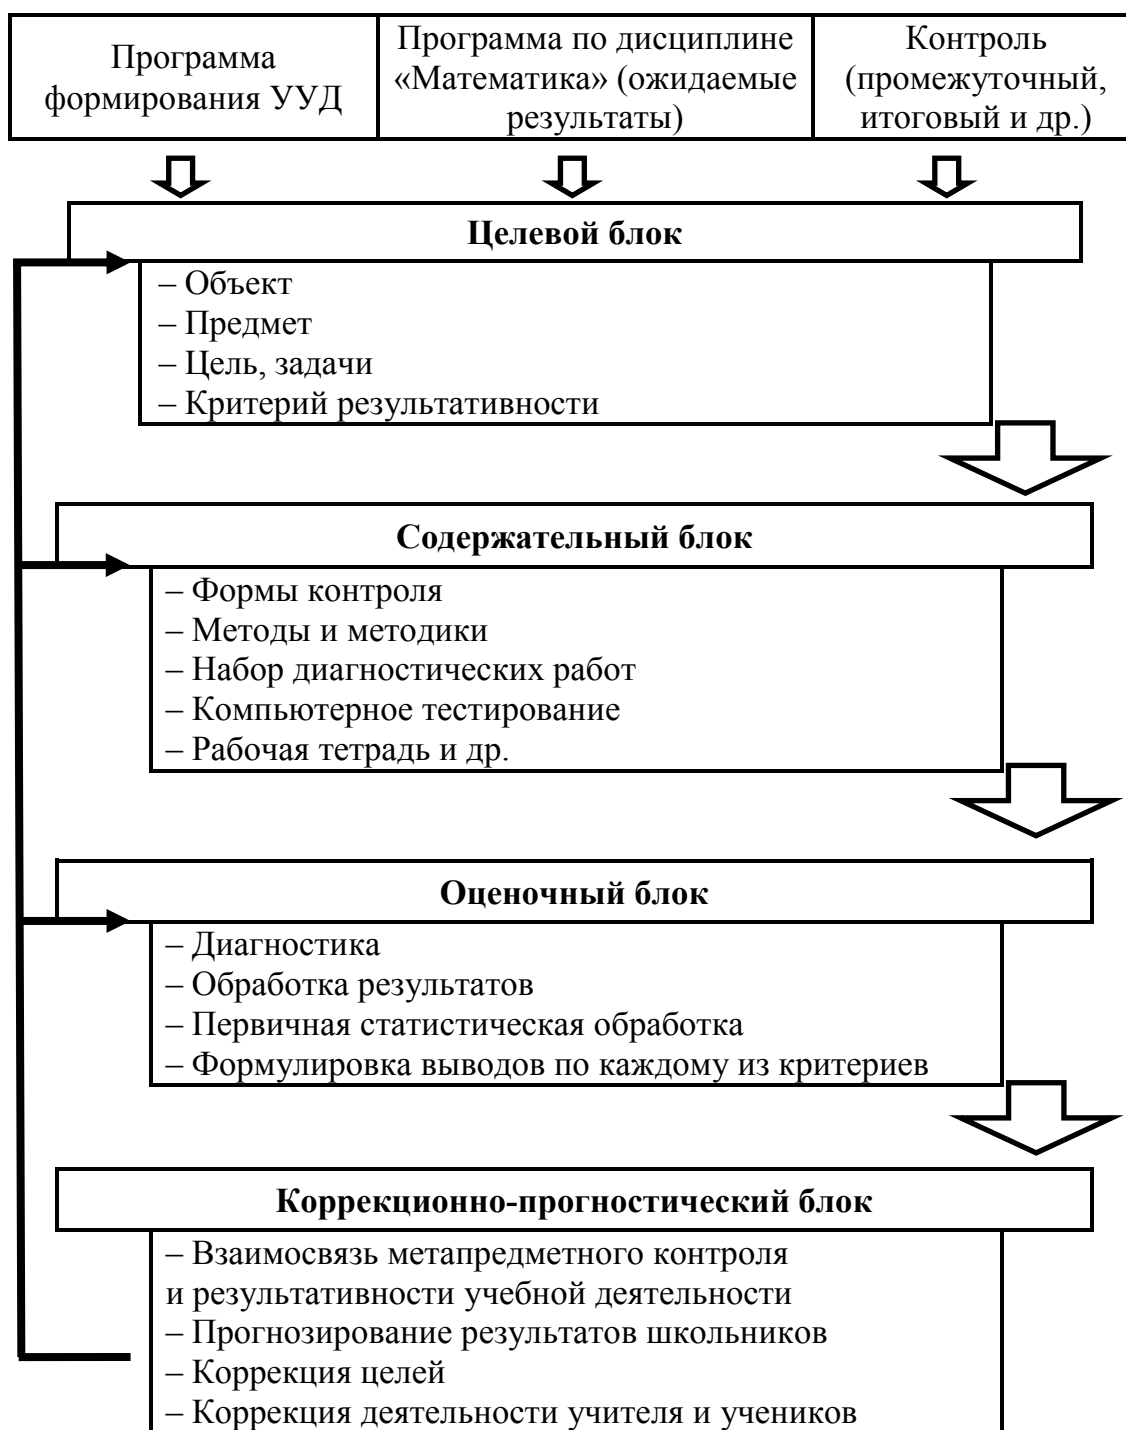 Программа
формирования УУД
Программа по дисциплине
«Математика» (ожидаемые
результаты)
Контроль
(промежуточный,
итоговый и др.)
Целевой блок
– Объект
– Предмет
– Цель, задачи
– Критерий результативности
Содержательный блок
– Формы контроля
– Методы и методики
– Набор диагностических работ
– Компьютерное тестирование
– Рабочая тетрадь и др.
Оценочный блок
– Диагностика
– Обработка результатов
– Первичная статистическая обработка
– Формулировка выводов по каждому из критериев
Коррекционно-прогностический блок
– Взаимосвязь метапредметного контроля
и результативности учебной деятельности
– Прогнозирование результатов школьников
– Коррекция целей
– Коррекция деятельности учителя и учеников